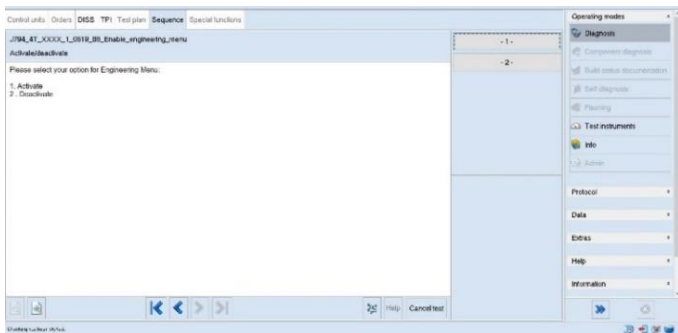 Control units Orders DISS TPI Test plan Sequence Special functions
J794_4T_XXXX_1_0819_06_Enable_engineering_menu
Activate/deactivate
Please select your option for Engineering Menu:
1. Activate
2. Deactivate
- 1 -
- 2 -
Operating modes
Diagnosis
Component diagnosis
Build status documentation
Self-diagnosis
Flashing
Test instruments
Info
Admin
Protocol
Data
Extras
Help
Information
Help Cancel test